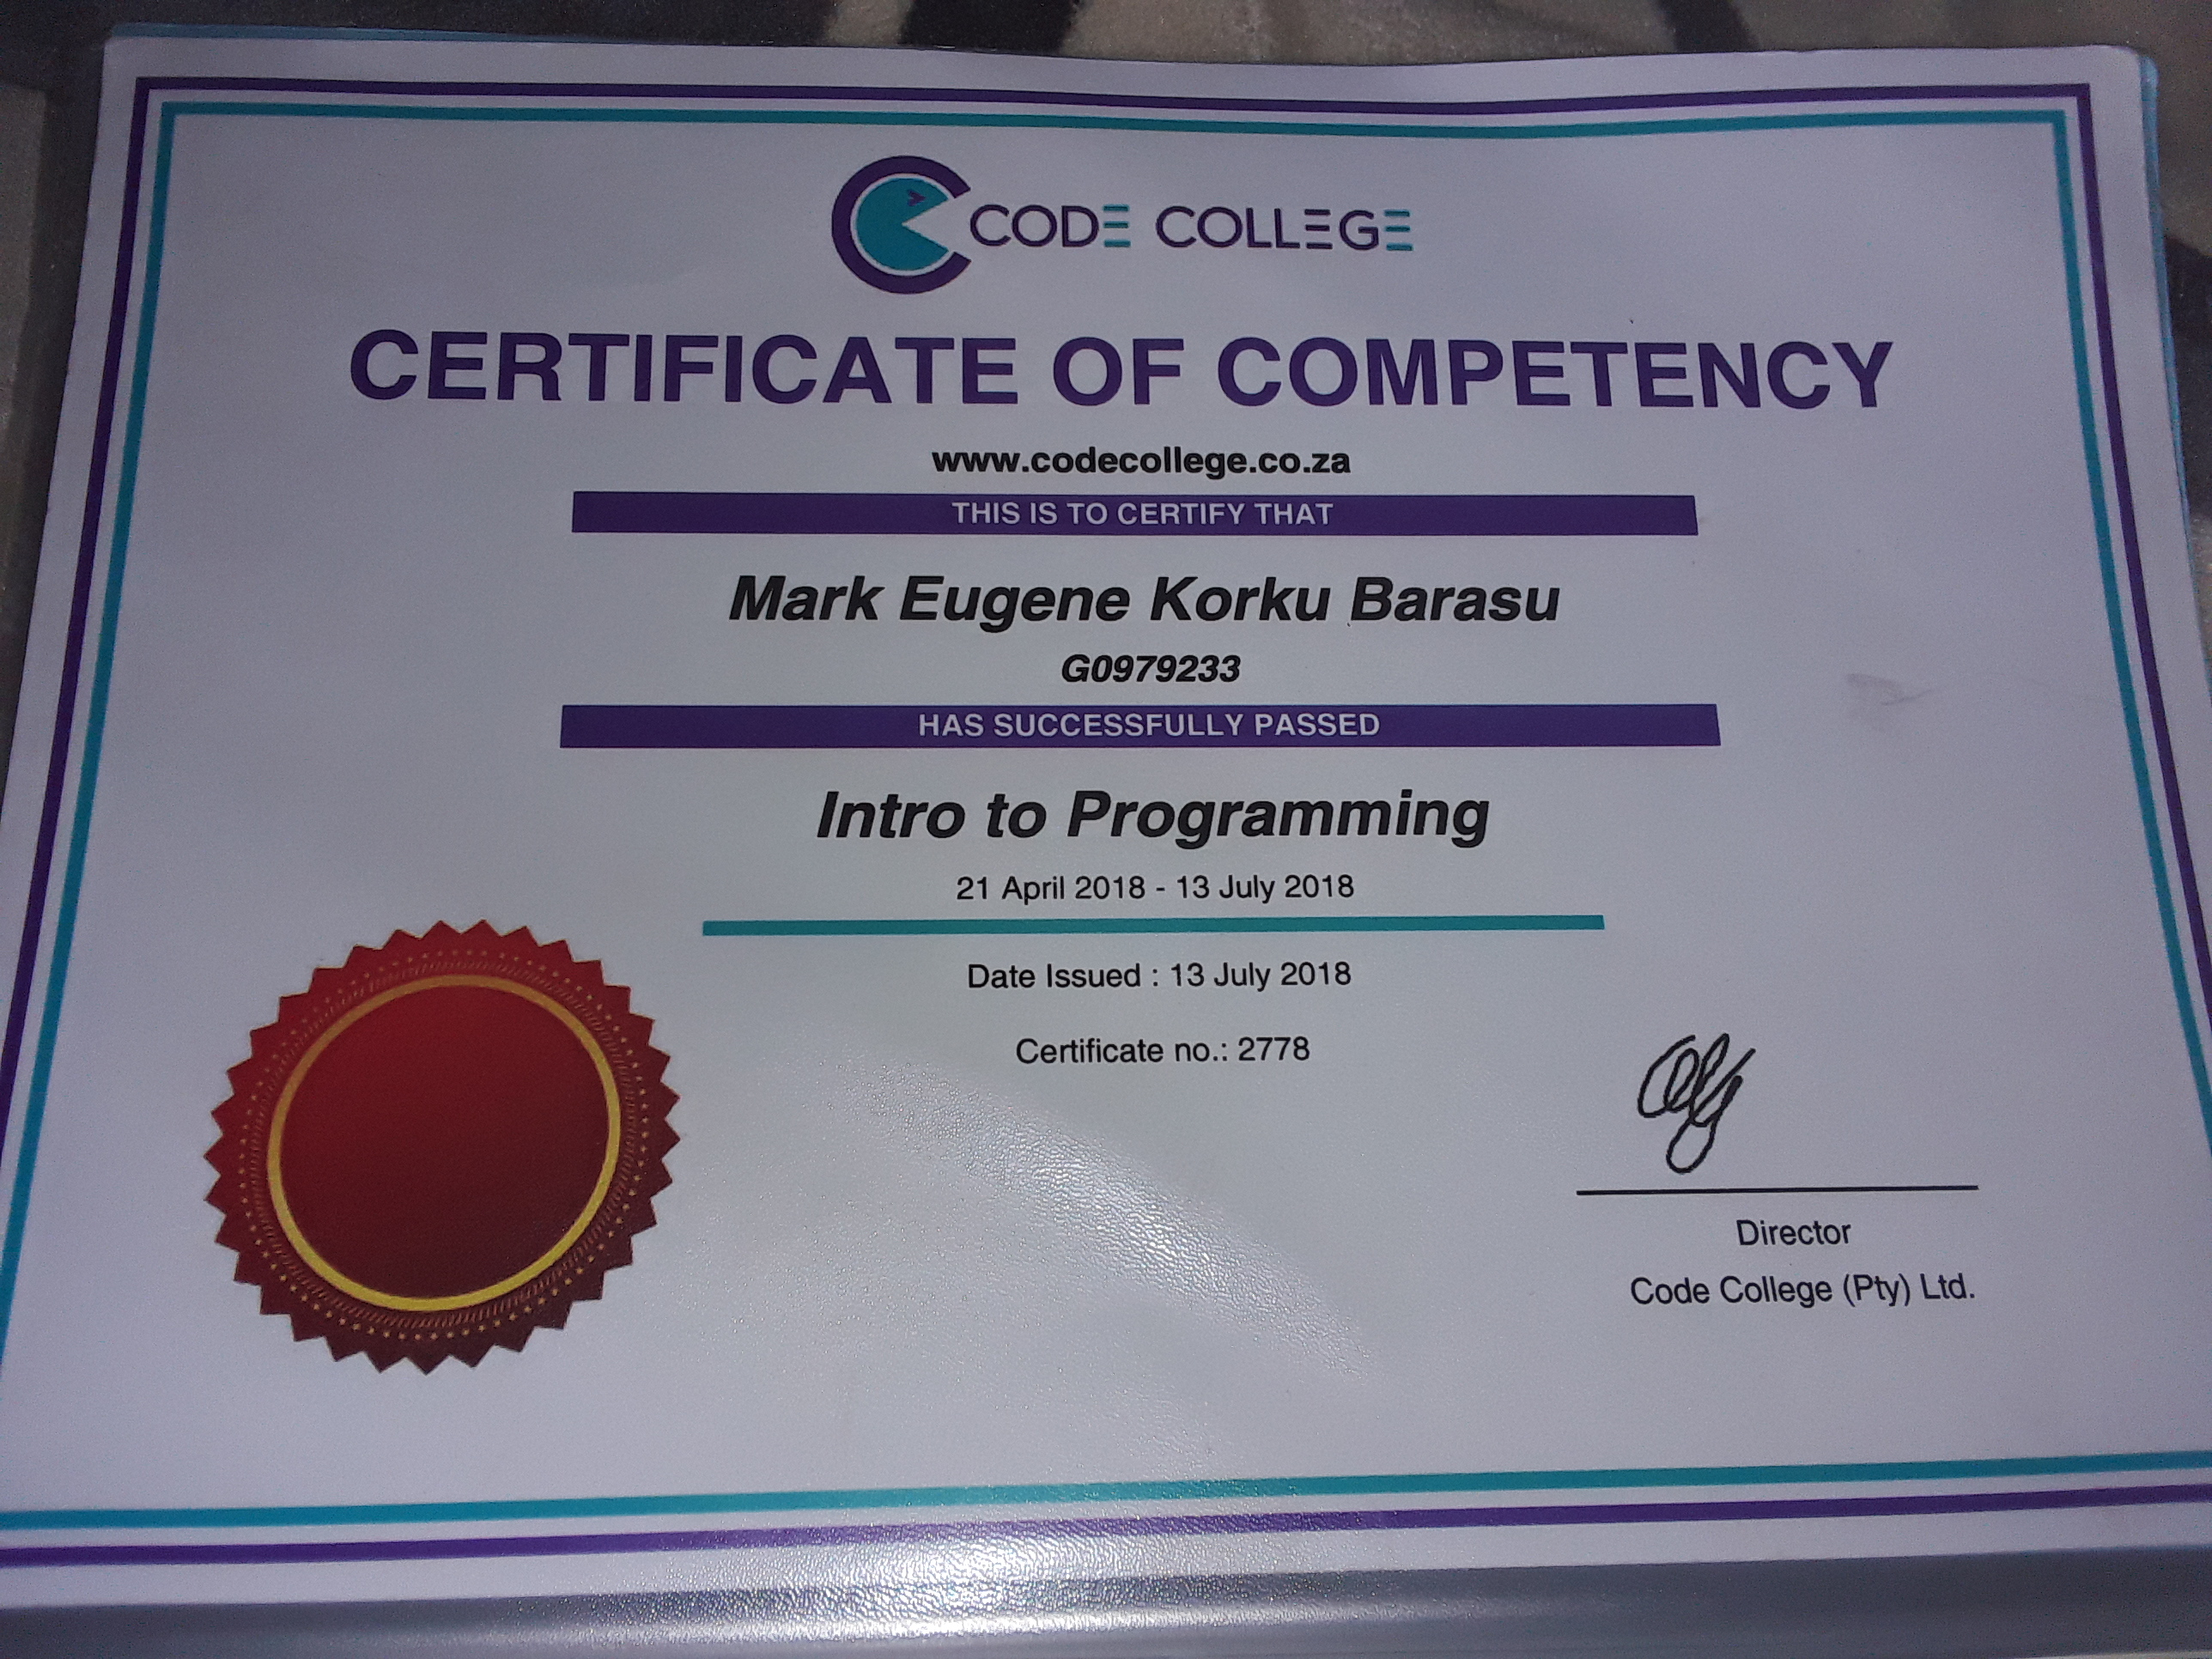 CODE COLLEGE
CERTIFICATE OF COMPETENCY
www.codecollege.co.za
THIS IS TO CERTIFY THAT
Mark Eugene Korku Barasu
G0979233
HAS SUCCESSFULLY PASSED
Intro to Programming
21 April 2018 - 13 July 2018
Date Issued : 13 July 2018
Certificate no.: 2778
Director
Code College (Pty) Ltd.